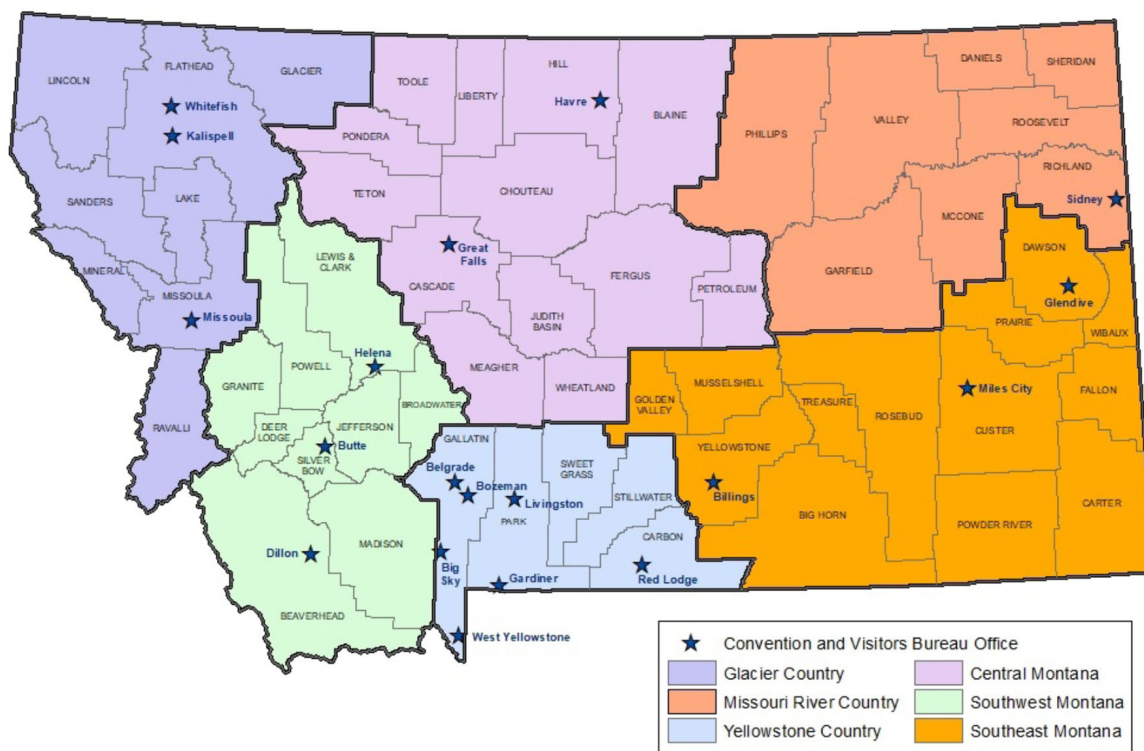 LINCOLN
FLATHEAD
GLACIER
Whitefish
Kalispell
SANDERS
LAKE
MINERAL
MISSOULA
Missoula
RAVALLI
TOOLE
LIBERTY
HILL
Havre
BLAINE
PONDERA
TETON
CHOUTEAU
Great
Falls
CASCADE
JUDITH
BASIN
FERGUS
PETROLEUM
MEAGHER
WHEATLAND
PHILLIPS
VALLEY
DANIELS
SHERIDAN
ROOSEVELT
RICHLAND
Sidney
MCCONE
GARFIELD
LEWIS &
CLARK
POWELL
Helena
GRANITE
DEER
LODGE
JEFFERSON
BROADWATER
Butte
SILVER
BOW
Dillon
MADISON
BEAVERHEAD
GALLATIN
Belgrade
Bozeman
Livingston
PARK
SWEET
GRASS
STILLWATER
CARBON
Big
Sky
Gardiner
Red Lodge
West Yellowstone
DAWSON
Glendive
PRAIRIE
WIBAUX
GOLDEN
VALLEY
MUSSELSHELL
TREASURE
ROSEBUD
Miles City
CUSTER
FALLON
YELLOWSTONE
Billings
BIG HORN
POWDER RIVER
CARTER
Convention and Visitors Bureau Office
Glacier Country
Central Montana
Missouri River Country
Southwest Montana
Yellowstone Country
Southeast Montana